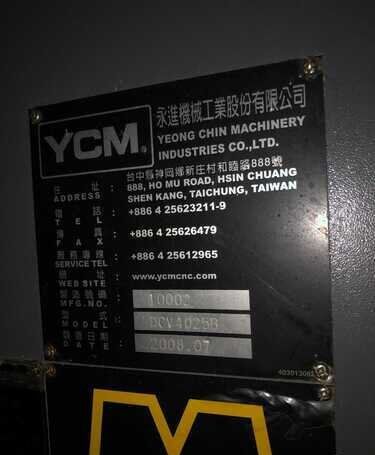 YCM
永進機械工業股份有限公司
YEONG CHIN MACHINERY
INDUSTRIES CO.,LTD.
台中縣神岡鄉新庄村和睦路888號
住 址 ADDRESS : 888, HO MU ROAD, HSIN CHUANG
SHEN KANG, TAICHUNG, TAIWAN
電 話 TEL : +886 4 25623211-9
傳 真 FAX : +886 4 25626479
服務專線 SERVICE TEL : +886 4 25612965
網 址 WEBSITE : www.ycmcnc.com
製造號碼 MFG.NO. : 10002
型 式 MODEL : DCV4025B
製造日期 DATE : 2008.07